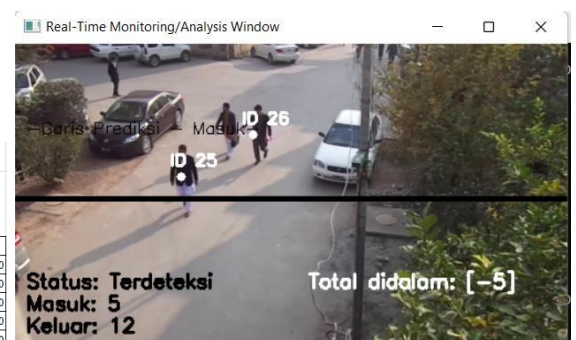 Real-Time Monitoring/Analysis Window
-Garis Prediksi - Masuk-
ID 26
ID 25
Status: Terdeteksi
Total didalam: [-5]
Masuk: 5
Keluar: 12